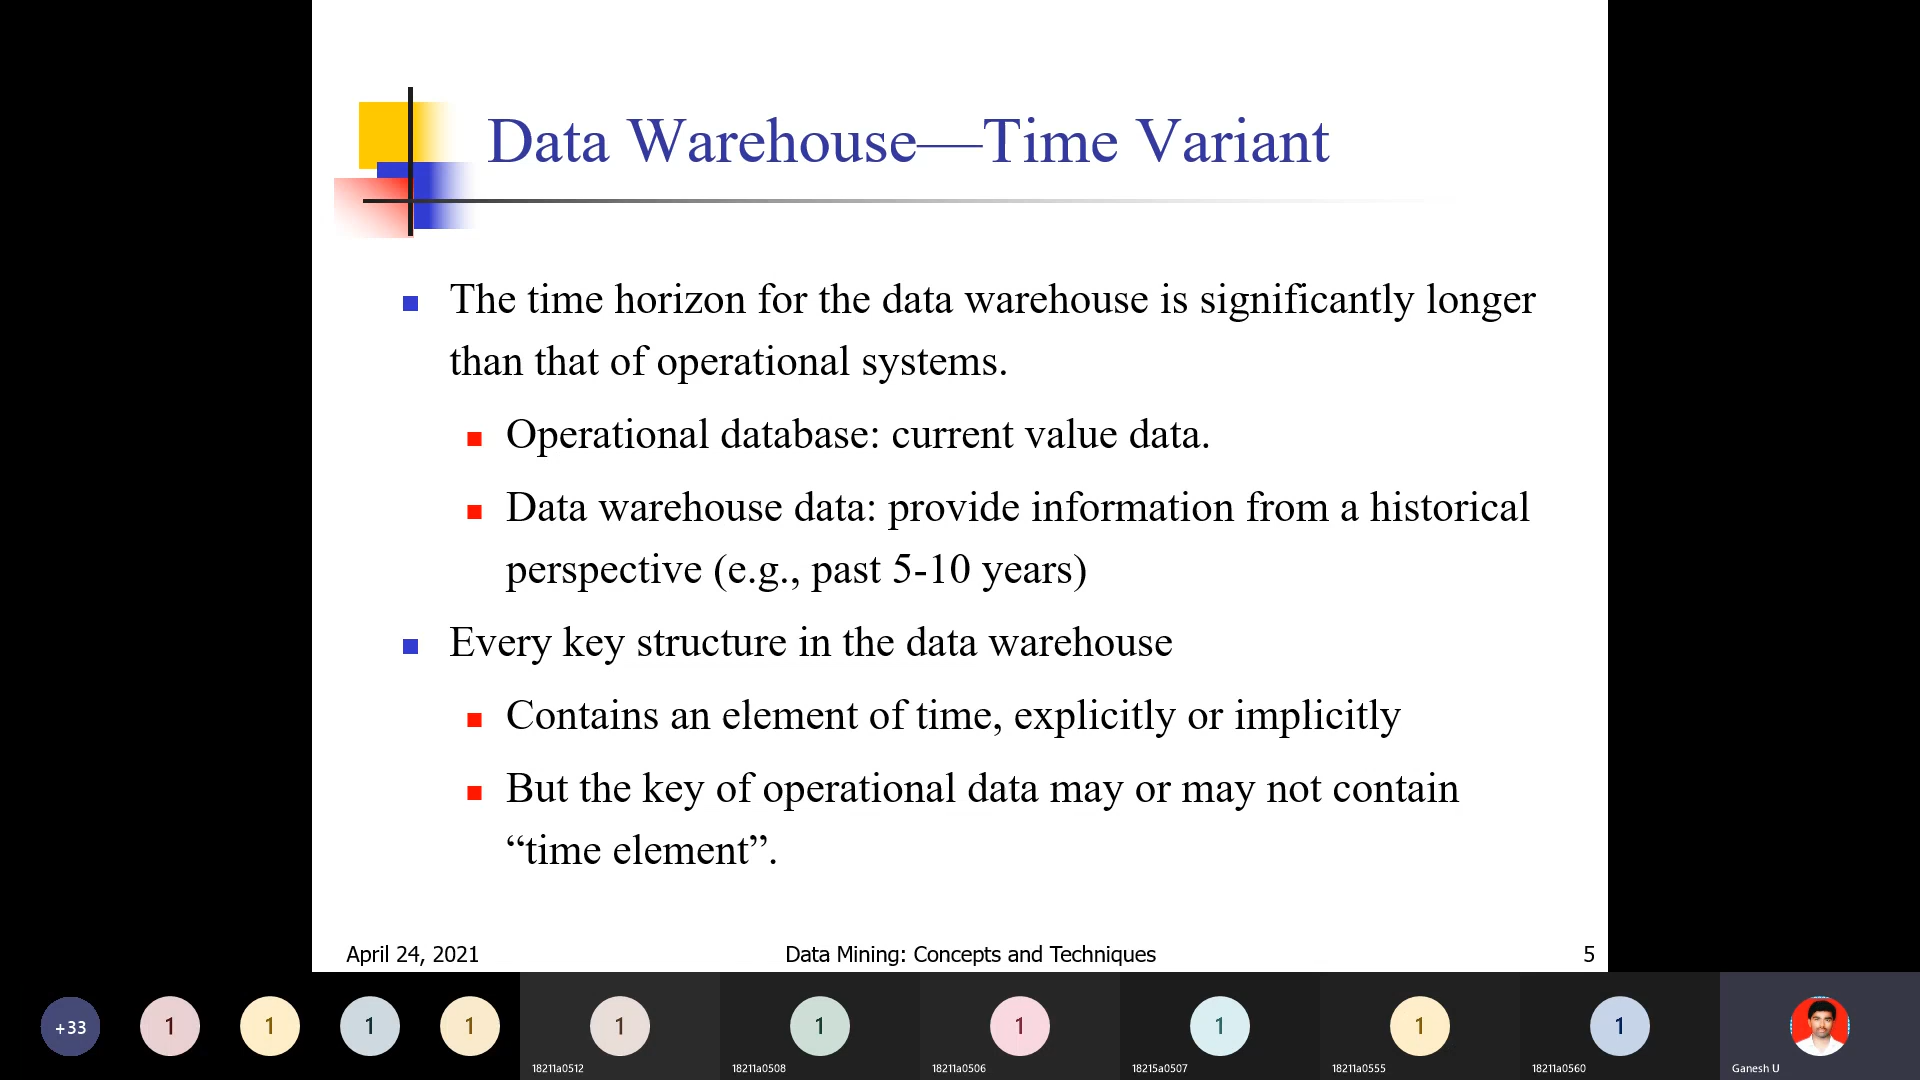 Data Warehouse—Time Variant
The time horizon for the data warehouse is significantly longer
than that of operational systems.
Operational database: current value data.
Data warehouse data: provide information from a historical
perspective (e.g., past 5-10 years)
Every key structure in the data warehouse
Contains an element of time, explicitly or implicitly
But the key of operational data may or may not contain
“time element”.
April 24, 2021 Data Mining: Concepts and Techniques 5
+33 1 1 1 1 1 1 1 1 1 1
18211a0512 18211a0508 18211a0506 18215a0507 18211a0555 18211a0560 Ganesh U